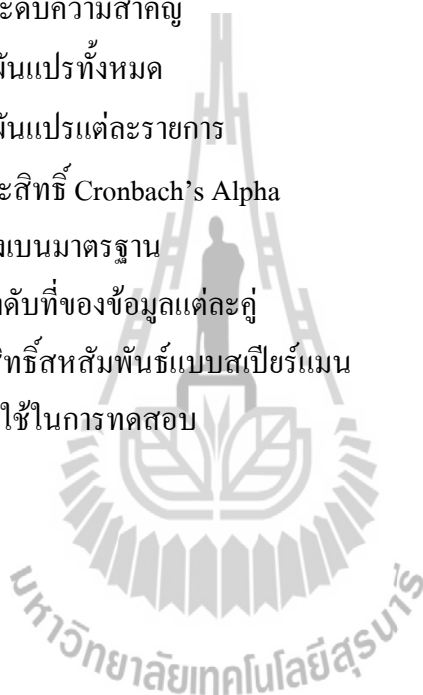 ะดับความสำคัญ
ผันแปรทั้งหมด
ผันแปรแต่ละรายการ
ะสิทธิ์ Cronbach’s Alpha
งเบนมาตรฐาน
ดับที่ของข้อมูลแต่ละคู่
สิทธิ์สหสัมพันธ์แบบสเปียร์แมน
ใช้ในการทดสอบ
มหาวิทยาลัยเทคโนโลยีสุรนารี